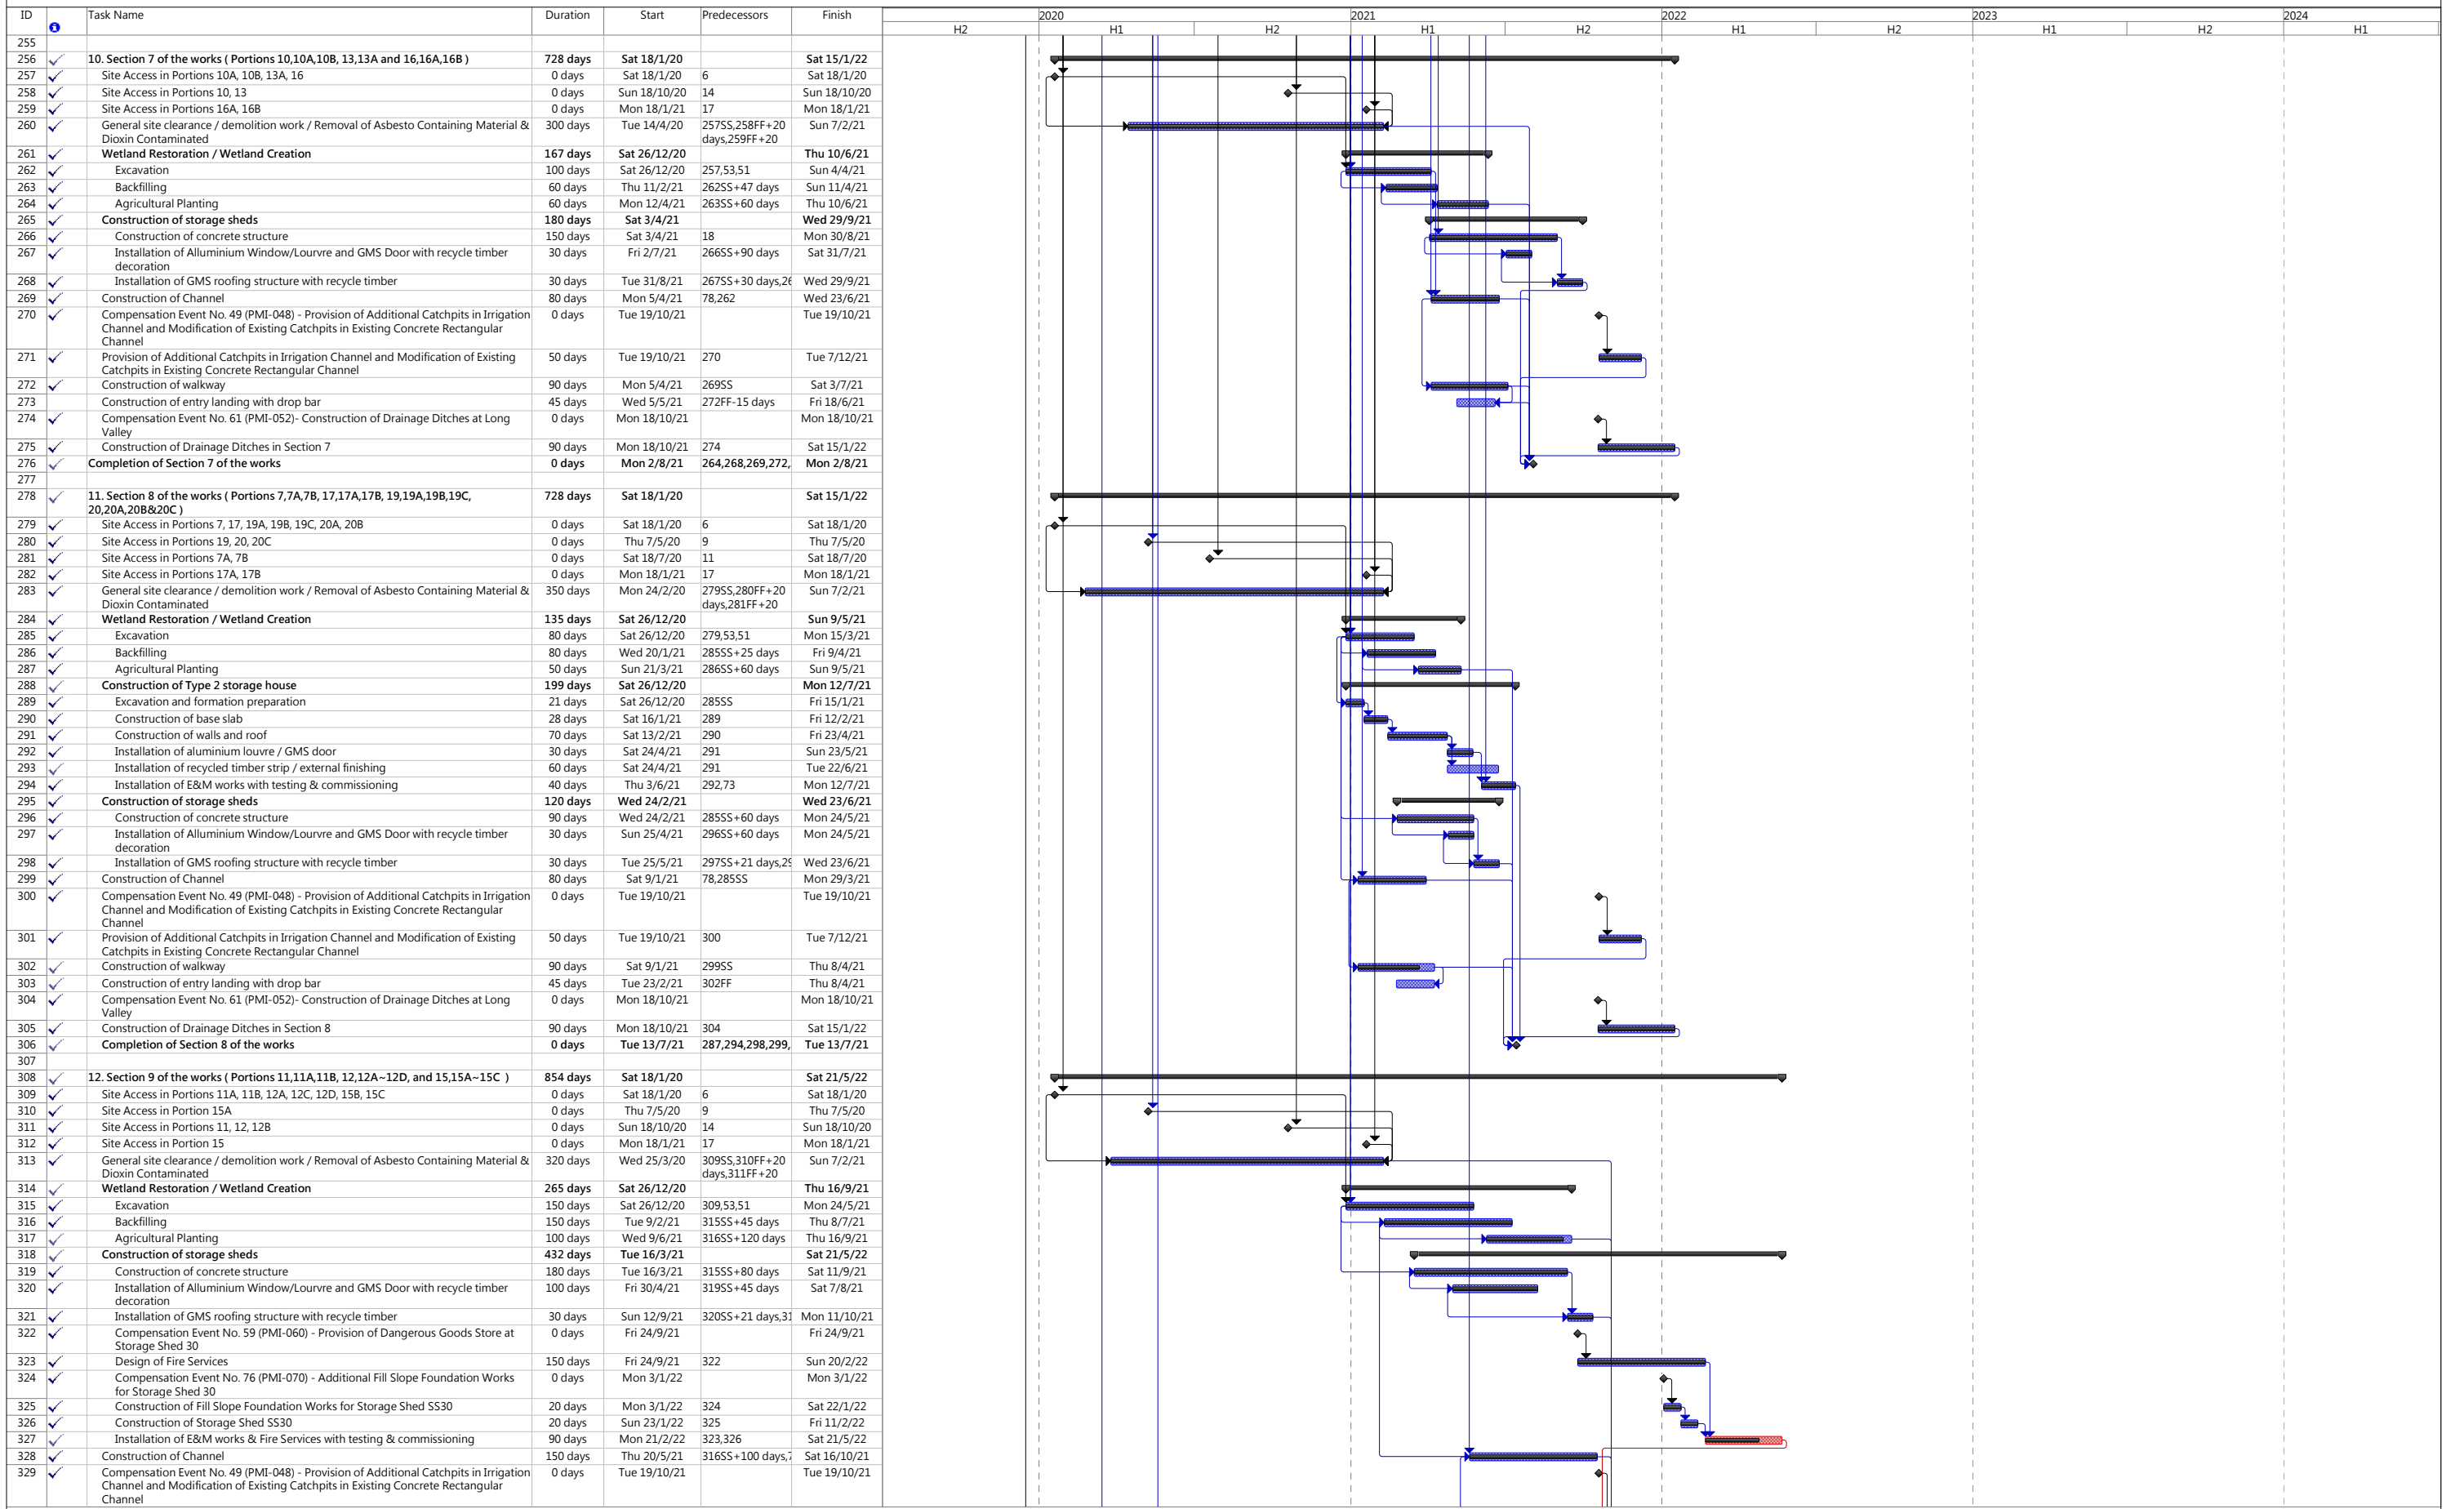 ID Task Name Duration Start Predecessors Finish 2020 2021 2022 2023 2024
H2 H1 H2 H1 H2 H1 H2 H1 H2 H1
255
256 10. Section 7 of the works ( Portions 10,10A,10B, 13,13A and 16,16A,16B ) 728 days Sat 18/1/20 Sat 15/1/22
257 Site Access in Portions 10A, 10B, 13A, 16 0 days Sat 18/1/20 6 Sat 18/1/20
258 Site Access in Portions 10, 13 0 days Sun 18/10/20 14 Sun 18/10/20
259 Site Access in Portions 16A, 16B 0 days Mon 18/1/21 17 Mon 18/1/21
260 General site clearance / demolition work / Removal of Asbesto Containing Material & 300 days Tue 14/4/20 257SS,258FF+20 Sun 7/2/21
Dioxin Contaminated days,259FF+20
261 Wetland Restoration / Wetland Creation 167 days Sat 26/12/20 Thu 10/6/21
262 Excavation 100 days Sat 26/12/20 257,53,51 Sun 4/4/21
263 Backfilling 60 days Thu 11/2/21 262SS+47 days Sun 11/4/21
264 Agricultural Planting 60 days Mon 12/4/21 263SS+60 days Thu 10/6/21
265 Construction of storage sheds 180 days Sat 3/4/21 Wed 29/9/21
266 Construction of concrete structure 150 days Sat 3/4/21 18 Mon 30/8/21
267 Installation of Alluminium Window/Lourvre and GMS Door with recycle timber 30 days Fri 2/7/21 266SS+90 days Sat 31/7/21
decoration
268 Installation of GMS roofing structure with recycle timber 30 days Tue 31/8/21 267SS+30 days,26 Wed 29/9/21
269 Construction of Channel 80 days Mon 5/4/21 78,262 Wed 23/6/21
270 Compensation Event No. 49 (PMI-048) - Provision of Additional Catchpits in Irrigation 0 days Tue 19/10/21 Tue 19/10/21
Channel and Modification of Existing Catchpits in Existing Concrete Rectangular
Channel
271 Provision of Additional Catchpits in Irrigation Channel and Modification of Existing 50 days Tue 19/10/21 270 Tue 7/12/21
Catchpits in Existing Concrete Rectangular Channel
272 Construction of walkway 90 days Mon 5/4/21 269SS Sat 3/7/21
273 Construction of entry landing with drop bar 45 days Wed 5/5/21 272FF-15 days Fri 18/6/21
274 Compensation Event No. 61 (PMI-052)- Construction of Drainage Ditches at Long 0 days Mon 18/10/21 Mon 18/10/21
Valley
275 Construction of Drainage Ditches in Section 7 90 days Mon 18/10/21 274 Sat 15/1/22
276 Completion of Section 7 of the works 0 days Mon 2/8/21 264,268,269,272, Mon 2/8/21
277
278 11. Section 8 of the works ( Portions 7,7A,7B, 17,17A,17B, 19,19A,19B,19C, 728 days Sat 18/1/20 Sat 15/1/22
20,20A,20B&20C )
279 Site Access in Portions 7, 17, 19A, 19B, 19C, 20A, 20B 0 days Sat 18/1/20 6 Sat 18/1/20
280 Site Access in Portions 19, 20, 20C 0 days Thu 7/5/20 9 Thu 7/5/20
281 Site Access in Portions 7A, 7B 0 days Sat 18/7/20 11 Sat 18/7/20
282 Site Access in Portions 17A, 17B 0 days Mon 18/1/21 17 Mon 18/1/21
283 General site clearance / demolition work / Removal of Asbesto Containing Material & 350 days Mon 24/2/20 279SS,280FF+20 Sun 7/2/21
Dioxin Contaminated days,281FF+20
284 Wetland Restoration / Wetland Creation 135 days Sat 26/12/20 Sun 9/5/21
285 Excavation 80 days Sat 26/12/20 279,53,51 Mon 15/3/21
286 Backfilling 80 days Wed 20/1/21 285SS+25 days Fri 9/4/21
287 Agricultural Planting 50 days Sun 21/3/21 286SS+60 days Sun 9/5/21
288 Construction of Type 2 storage house 199 days Sat 26/12/20 Mon 12/7/21
289 Excavation and formation preparation 21 days Sat 26/12/20 285SS Fri 15/1/21
290 Construction of base slab 28 days Sat 16/1/21 289 Fri 12/2/21
291 Construction of walls and roof 70 days Sat 13/2/21 290 Fri 23/4/21
292 Installation of aluminium louvre / GMS door 30 days Sat 24/4/21 291 Sun 23/5/21
293 Installation of recycled timber strip / external finishing 60 days Sat 24/4/21 291 Tue 22/6/21
294 Installation of E&M works with testing & commissioning 40 days Thu 3/6/21 292,73 Mon 12/7/21
295 Construction of storage sheds 120 days Wed 24/2/21 Wed 23/6/21
296 Construction of concrete structure 90 days Wed 24/2/21 285SS+60 days Mon 24/5/21
297 Installation of Alluminium Window/Lourvre and GMS Door with recycle timber 30 days Sun 25/4/21 296SS+60 days Mon 24/5/21
decoration
298 Installation of GMS roofing structure with recycle timber 30 days Tue 25/5/21 297SS+21 days,29 Wed 23/6/21
299 Construction of Channel 80 days Sat 9/1/21 78,285SS Mon 29/3/21
300 Compensation Event No. 49 (PMI-048) - Provision of Additional Catchpits in Irrigation 0 days Tue 19/10/21 Tue 19/10/21
Channel and Modification of Existing Catchpits in Existing Concrete Rectangular
Channel
301 Provision of Additional Catchpits in Irrigation Channel and Modification of Existing 50 days Tue 19/10/21 300 Tue 7/12/21
Catchpits in Existing Concrete Rectangular Channel
302 Construction of walkway 90 days Sat 9/1/21 299SS Thu 8/4/21
303 Construction of entry landing with drop bar 45 days Tue 23/2/21 302FF Thu 8/4/21
304 Compensation Event No. 61 (PMI-052)- Construction of Drainage Ditches at Long 0 days Mon 18/10/21 Mon 18/10/21
Valley
305 Construction of Drainage Ditches in Section 8 90 days Mon 18/10/21 304 Sat 15/1/22
306 Completion of Section 8 of the works 0 days Tue 13/7/21 287,294,298,299, Tue 13/7/21
307
308 12. Section 9 of the works ( Portions 11,11A,11B, 12,12A~12D, and 15,15A~15C ) 854 days Sat 18/1/20 Sat 21/5/22
309 Site Access in Portions 11A, 11B, 12A, 12C, 12D, 15B, 15C 0 days Sat 18/1/20 6 Sat 18/1/20
310 Site Access in Portion 15A 0 days Thu 7/5/20 9 Thu 7/5/20
311 Site Access in Portions 11, 12, 12B 0 days Sun 18/10/20 14 Sun 18/10/20
312 Site Access in Portion 15 0 days Mon 18/1/21 17 Mon 18/1/21
313 General site clearance / demolition work / Removal of Asbesto Containing Material & 320 days Wed 25/3/20 309SS,310FF+20 Sun 7/2/21
Dioxin Contaminated days,311FF+20
314 Wetland Restoration / Wetland Creation 265 days Sat 26/12/20 Thu 16/9/21
315 Excavation 150 days Sat 26/12/20 309,53,51 Mon 24/5/21
316 Backfilling 150 days Tue 9/2/21 315SS+45 days Thu 8/7/21
317 Agricultural Planting 100 days Wed 9/6/21 316SS+120 days Thu 16/9/21
318 Construction of storage sheds 432 days Tue 16/3/21 Sat 21/5/22
319 Construction of concrete structure 180 days Tue 16/3/21 315SS+80 days Sat 11/9/21
320 Installation of Alluminium Window/Lourvre and GMS Door with recycle timber 100 days Fri 30/4/21 319SS+45 days Sat 7/8/21
decoration
321 Installation of GMS roofing structure with recycle timber 30 days Sun 12/9/21 320SS+21 days,31 Mon 11/10/21
322 Compensation Event No. 59 (PMI-060) - Provision of Dangerous Goods Store at 0 days Fri 24/9/21 Fri 24/9/21
Storage Shed 30
323 Design of Fire Services 150 days Fri 24/9/21 322 Sun 20/2/22
324 Compensation Event No. 76 (PMI-070) - Additional Fill Slope Foundation Works 0 days Mon 3/1/22 Mon 3/1/22
for Storage Shed 30
325 Construction of Fill Slope Foundation Works for Storage Shed SS30 20 days Mon 3/1/22 324 Sat 22/1/22
326 Construction of Storage Shed SS30 20 days Sun 23/1/22 325 Fri 11/2/22
327 Installation of E&M works & Fire Services with testing & commissioning 90 days Mon 21/2/22 323,326 Sat 21/5/22
328 Construction of Channel 150 days Thu 20/5/21 316SS+100 days,7 Sat 16/10/21
329 Compensation Event No. 49 (PMI-048) - Provision of Additional Catchpits in Irrigation 0 days Tue 19/10/21 Tue 19/10/21
Channel and Modification of Existing Catchpits in Existing Concrete Rectangular
Channel